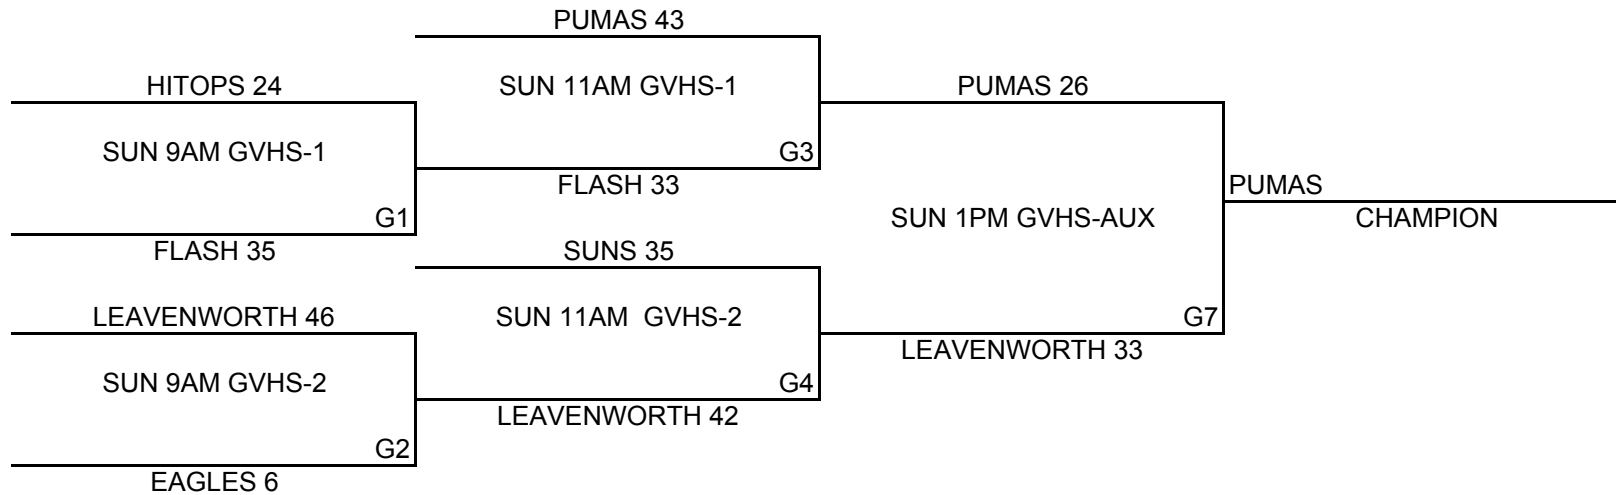 PUMAS 43
HITOPS 24
SUN 11AM GVHS-1
PUMAS 26
SUN 9AM GVHS-1
G3
FLASH 33
PUMAS
G1
SUN 1PM GVHS-AUX
CHAMPION
FLASH 35
SUNS 35
LEAVENWORTH 46
SUN 11AM  GVHS-2
G7
LEAVENWORTH 33
SUN 9AM GVHS-2
G4
LEAVENWORTH 42
G2
EAGLES 6